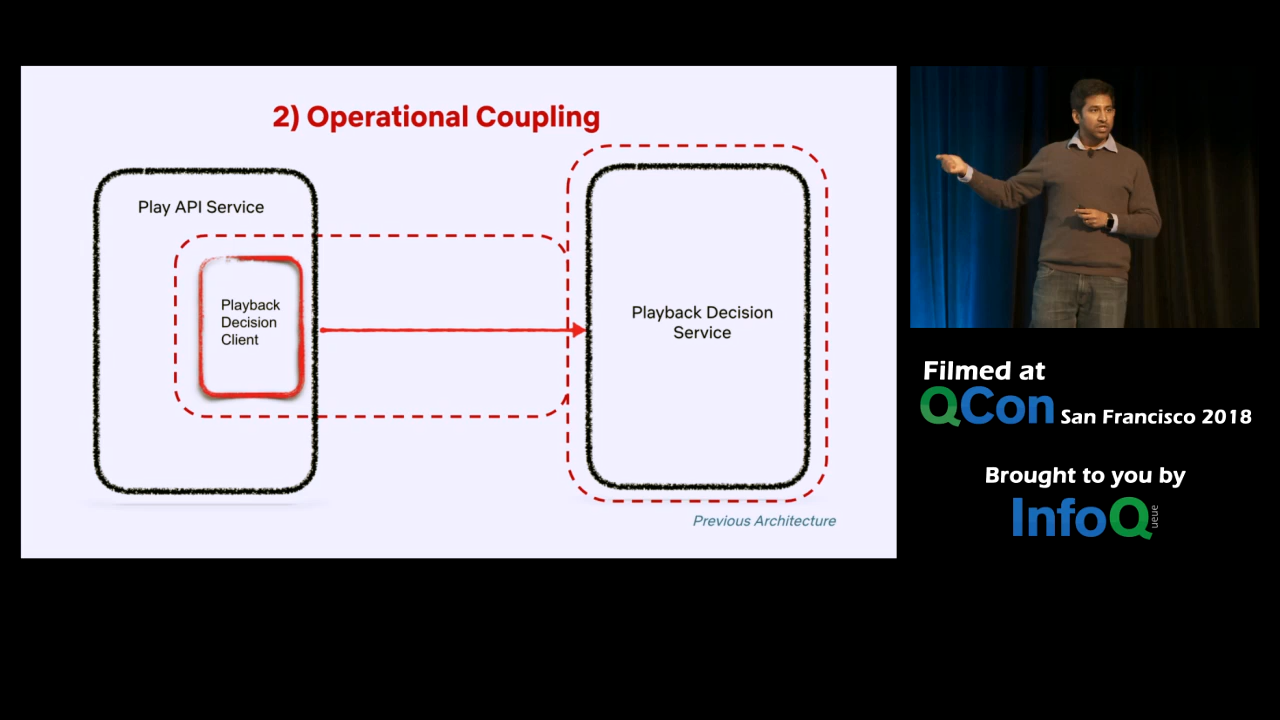 2) Operational Coupling
Play API Service
Playback
Decision
Client
Playback Decision
Service
Previous Architecture
Filmed at
QCon San Francisco 2018
Brought to you by
InfoQ
ueue